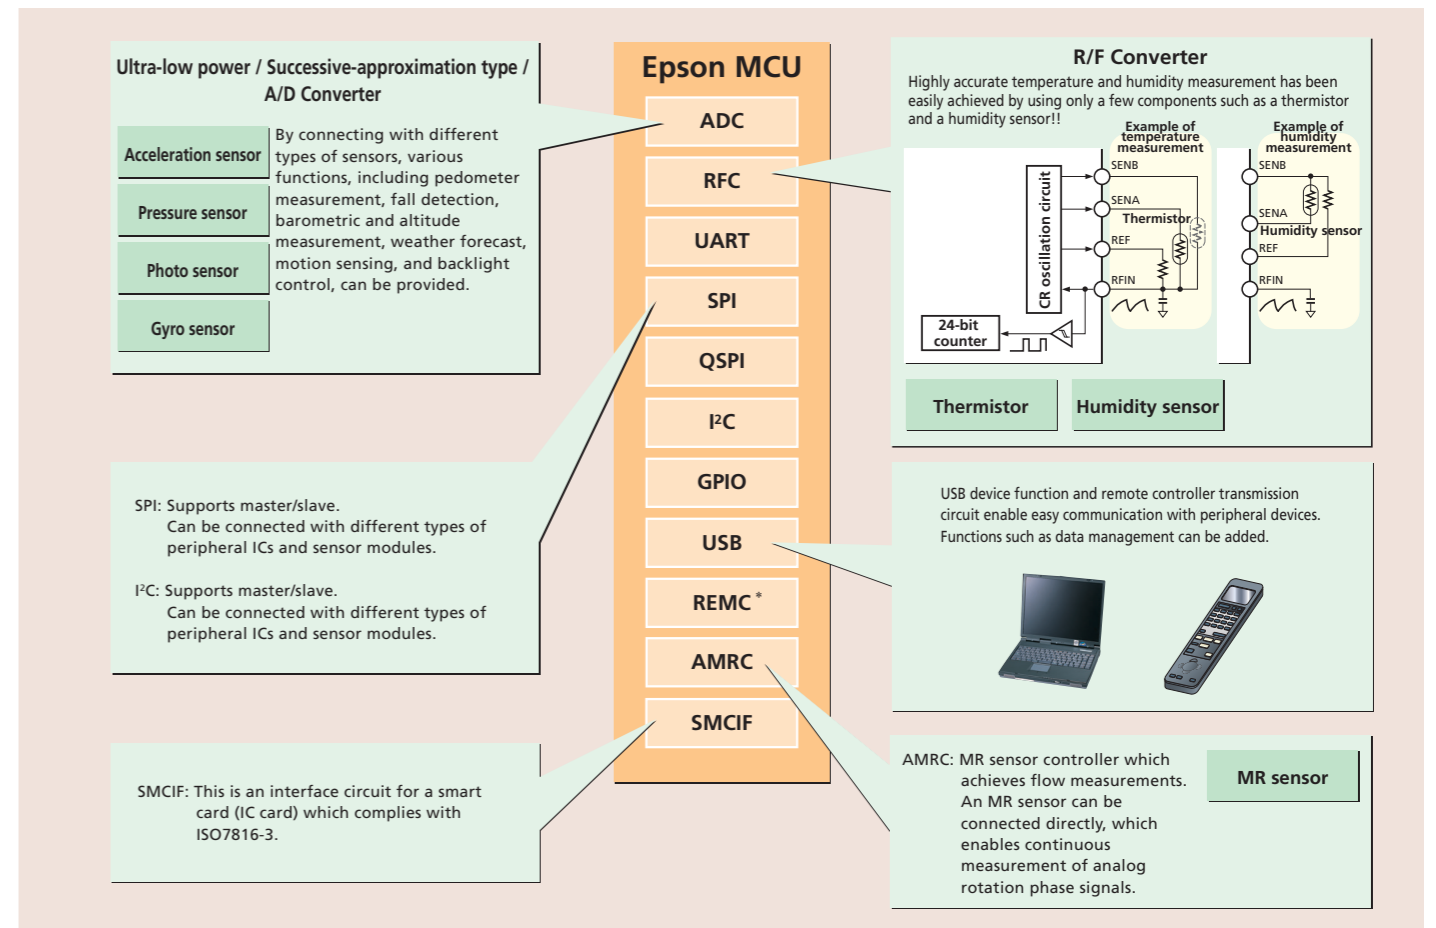 Ultra-low power / Successive-approximation type /
A/D Converter
Acceleration sensor
Pressure sensor
Photo sensor
Gyro sensor
By connecting with different
types of sensors, various
functions, including pedometer
measurement, fall detection,
barometric and altitude
measurement, weather forecast,
motion sensing, and backlight
control, can be provided.
SPI: Supports master/slave.
Can be connected with different types of
peripheral ICs and sensor modules.
I²C: Supports master/slave.
Can be connected with different types of
peripheral ICs and sensor modules.
SMCIF: This is an interface circuit for a smart
card (IC card) which complies with
ISO7816-3.
Epson MCU
ADC
RFC
UART
SPI
QSPI
I²C
GPIO
USB
REMC*
AMRC
SMCIF
R/F Converter
Highly accurate temperature and humidity measurement has been
easily achieved by using only a few components such as a thermistor
and a humidity sensor!!
Example of
temperature
measurement
CR oscillation circuit
SENB
SENA
Thermistor
REF
RFIN
24-bit
counter
Example of
humidity
measurement
SENB
SENA
Humidity sensor
REF
RFIN
Thermistor
Humidity sensor
USB device function and remote controller transmission
circuit enable easy communication with peripheral devices.
Functions such as data management can be added.
AMRC: MR sensor controller which
achieves flow measurements.
An MR sensor can be
connected directly, which
enables continuous
measurement of analog
rotation phase signals.
MR sensor